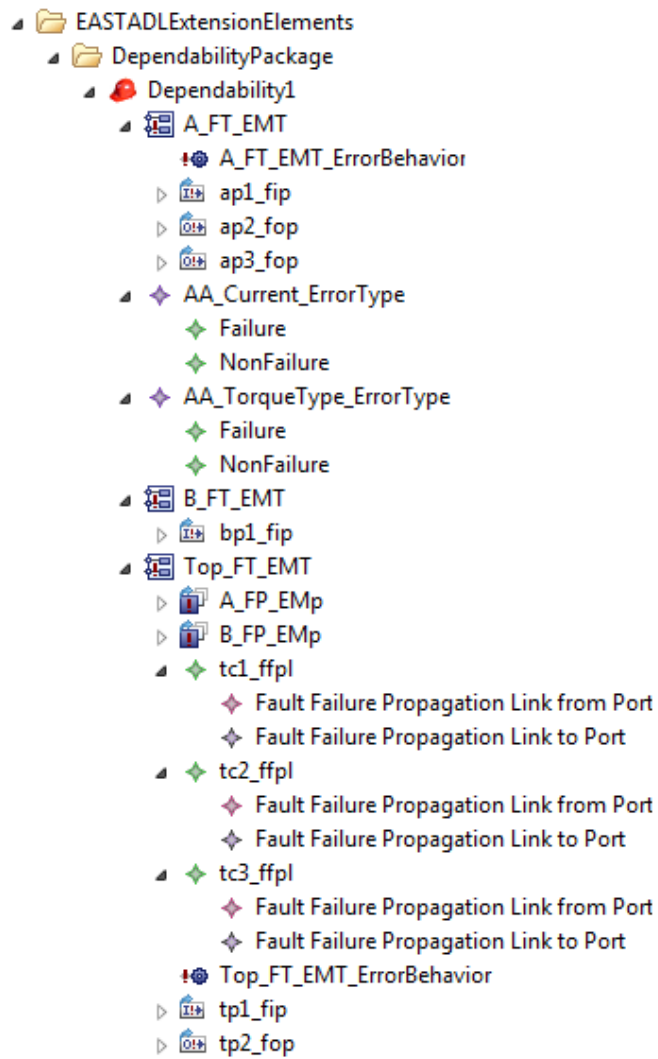 EASTADLExtensionElements
DependabilityPackage
Dependability1
A_FT_EMT
A_FT_EMT_ErrorBehavior
ap1_fip
ap2_fop
ap3_fop
AA_Current_ErrorType
Failure
NonFailure
AA_TorqueType_ErrorType
Failure
NonFailure
B_FT_EMT
bp1_fip
Top_FT_EMT
A_FP_EMp
B_FP_EMp
tc1_ffpl
Fault Failure Propagation Link from Port
Fault Failure Propagation Link to Port
tc2_ffpl
Fault Failure Propagation Link from Port
Fault Failure Propagation Link to Port
tc3_ffpl
Fault Failure Propagation Link from Port
Fault Failure Propagation Link to Port
Top_FT_EMT_ErrorBehavior
tp1_fip
tp2_fop